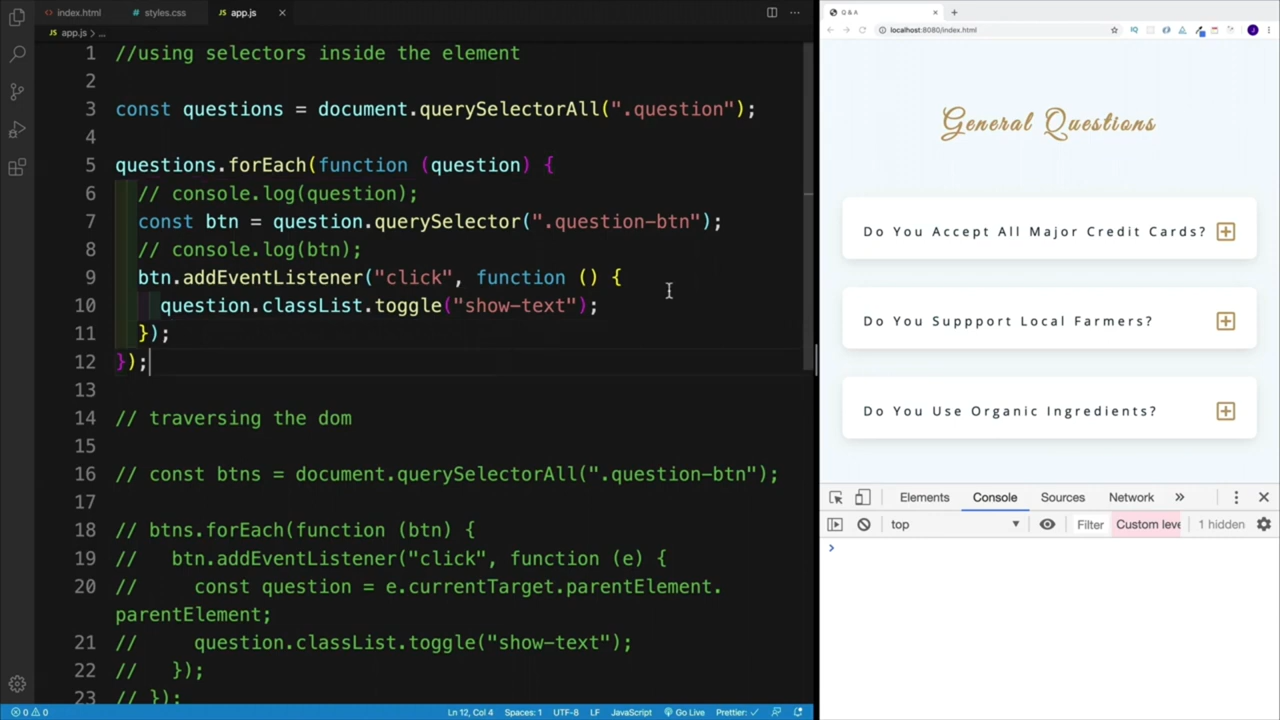 index.html
styles.css
app.js
app.js > ...
1 //using selectors inside the element
2
3 const questions = document.querySelectorAll(".question");
4
5 questions.forEach(function (question) {
6 // console.log(question);
7 const btn = question.querySelector(".question-btn");
8 // console.log(btn);
9 btn.addEventListener("click", function () {
10 question.classList.toggle("show-text");
11 });
12 });
13
14 // traversing the dom
15
16 // const btns = document.querySelectorAll(".question-btn");
17
18 // btns.forEach(function (btn) {
19 //   btn.addEventListener("click", function (e) {
20 //     const question = e.currentTarget.parentElement.
parentElement;
21 //     question.classList.toggle("show-text");
22 //   });
23 // });
0 0
Ln 12, Col 4
Spaces: 1
UTF-8
LF
JavaScript
Go Live
Prettier: ✓
Q & A
localhost:8080/index.html
General Questions
Do You Accept All Major Credit Cards?
Do You Suppport Local Farmers?
Do You Use Organic Ingredients?
Elements
Console
Sources
Network
»
top
Filter
Custom leve
1 hidden